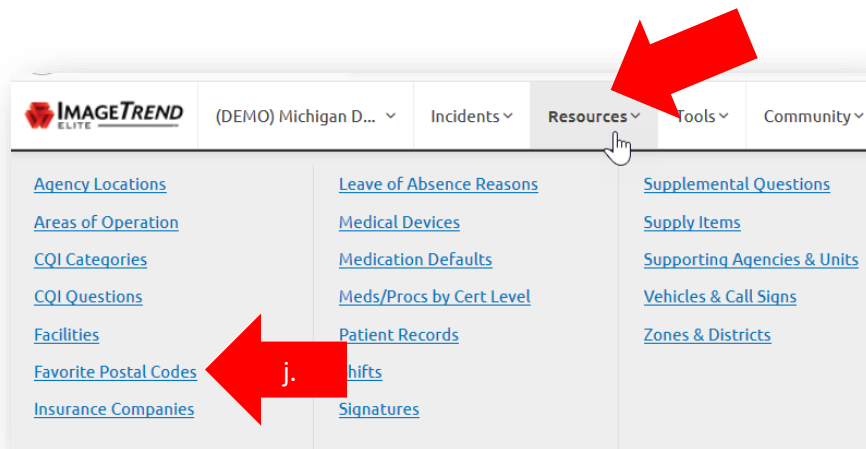 IMAGETREND
ELITE
(DEMO) Michigan D... Incidents Resources Tools Community
Agency Locations
Areas of Operation
CQI Categories
CQI Questions
Facilities
Favorite Postal Codes
Insurance Companies
j.
Leave of Absence Reasons
Medical Devices
Medication Defaults
Meds/Procs by Cert Level
Patient Records
hifts
Signatures
Supplemental Questions
Supply Items
Supporting Agencies & Units
Vehicles & Call Signs
Zones & Districts